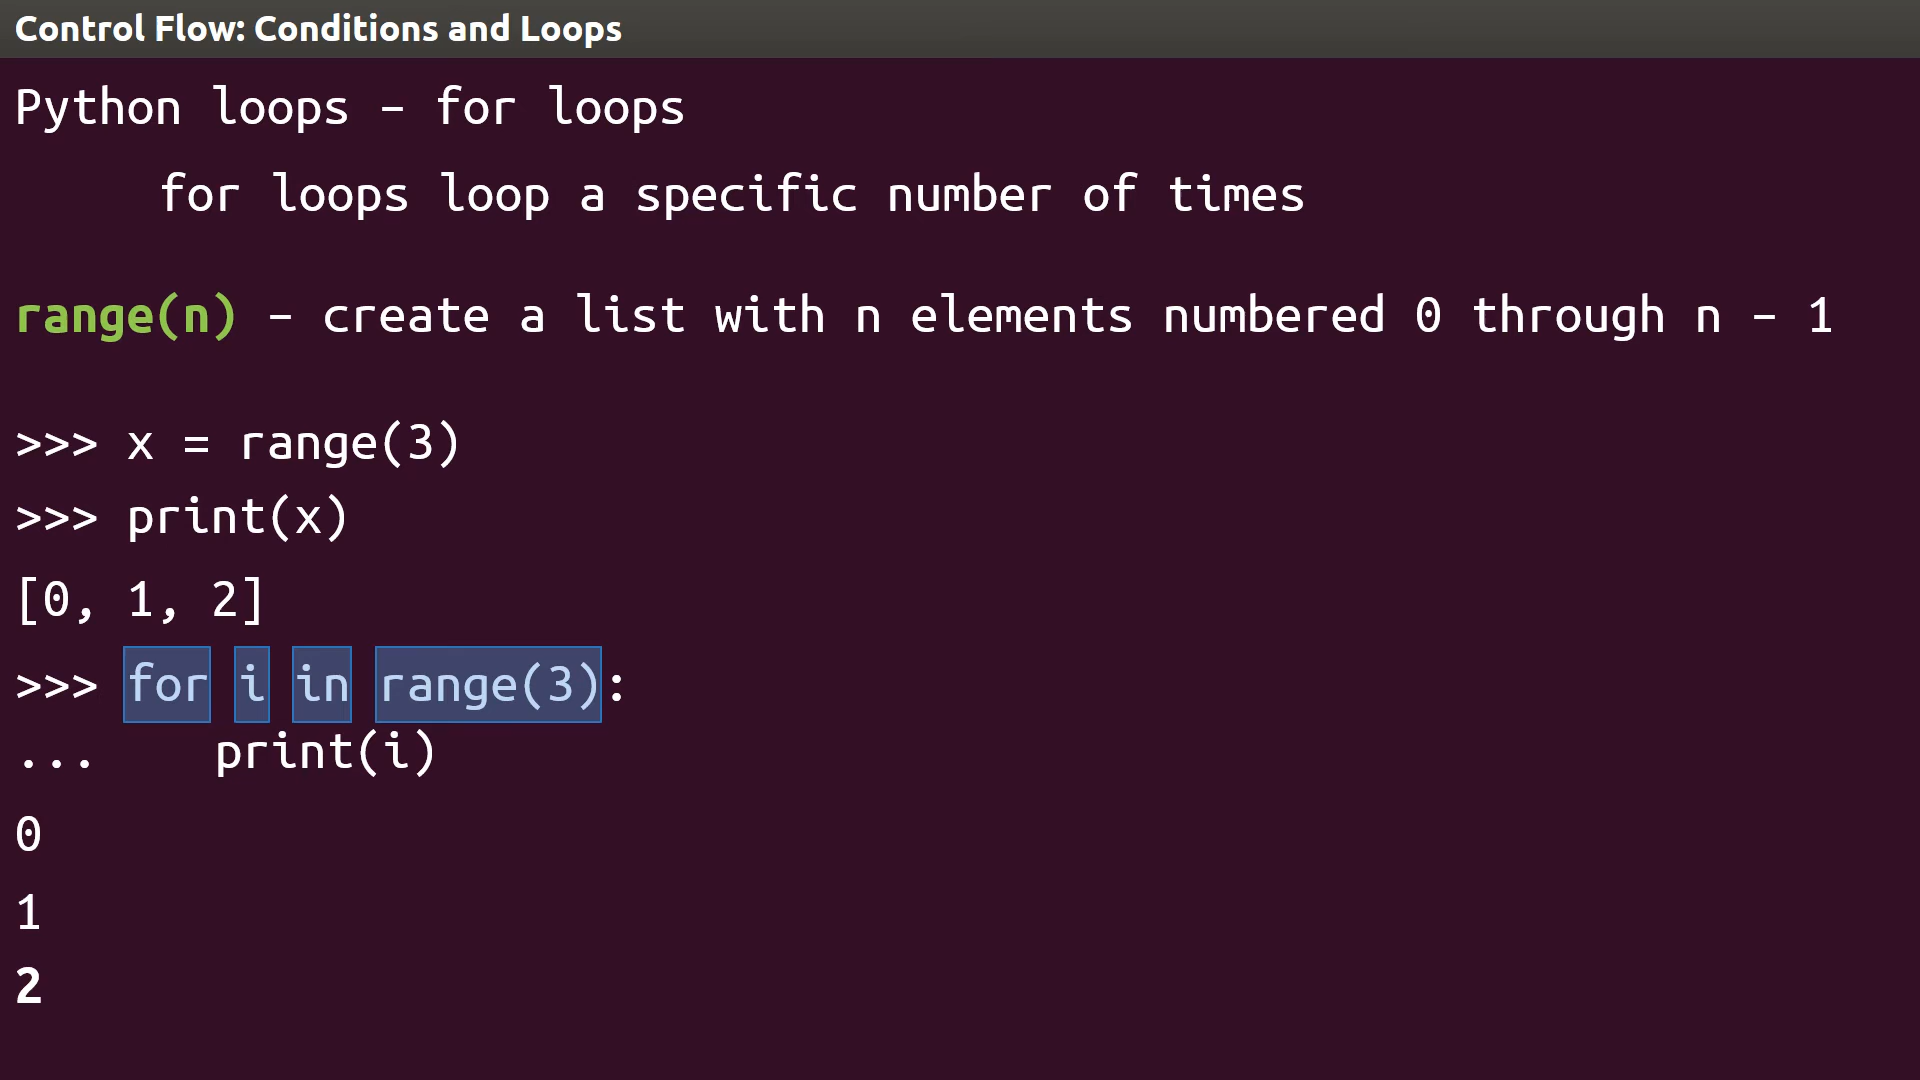 Control Flow: Conditions and Loops
Python loops – for loops
for loops loop a specific number of times
range(n) – create a list with n elements numbered 0 through n – 1
>>> x = range(3)
>>> print(x)
[0, 1, 2]
>>> for i in range(3):
... print(i)
0
1
2